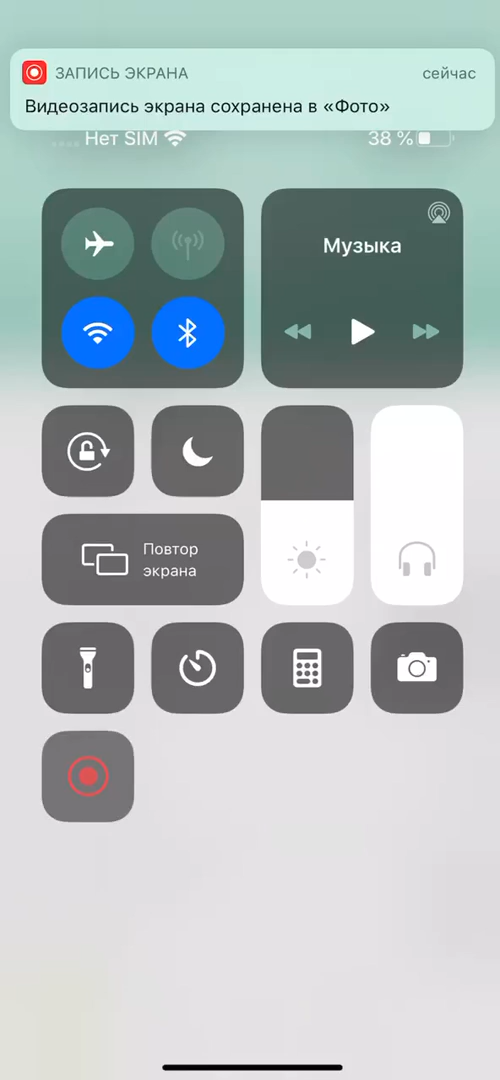 ЗАПИСЬ ЭКРАНА
сейчас
Видеозапись экрана сохранена в «Фото»
Нет SIM
38 %
Музыка
Повтор
экрана